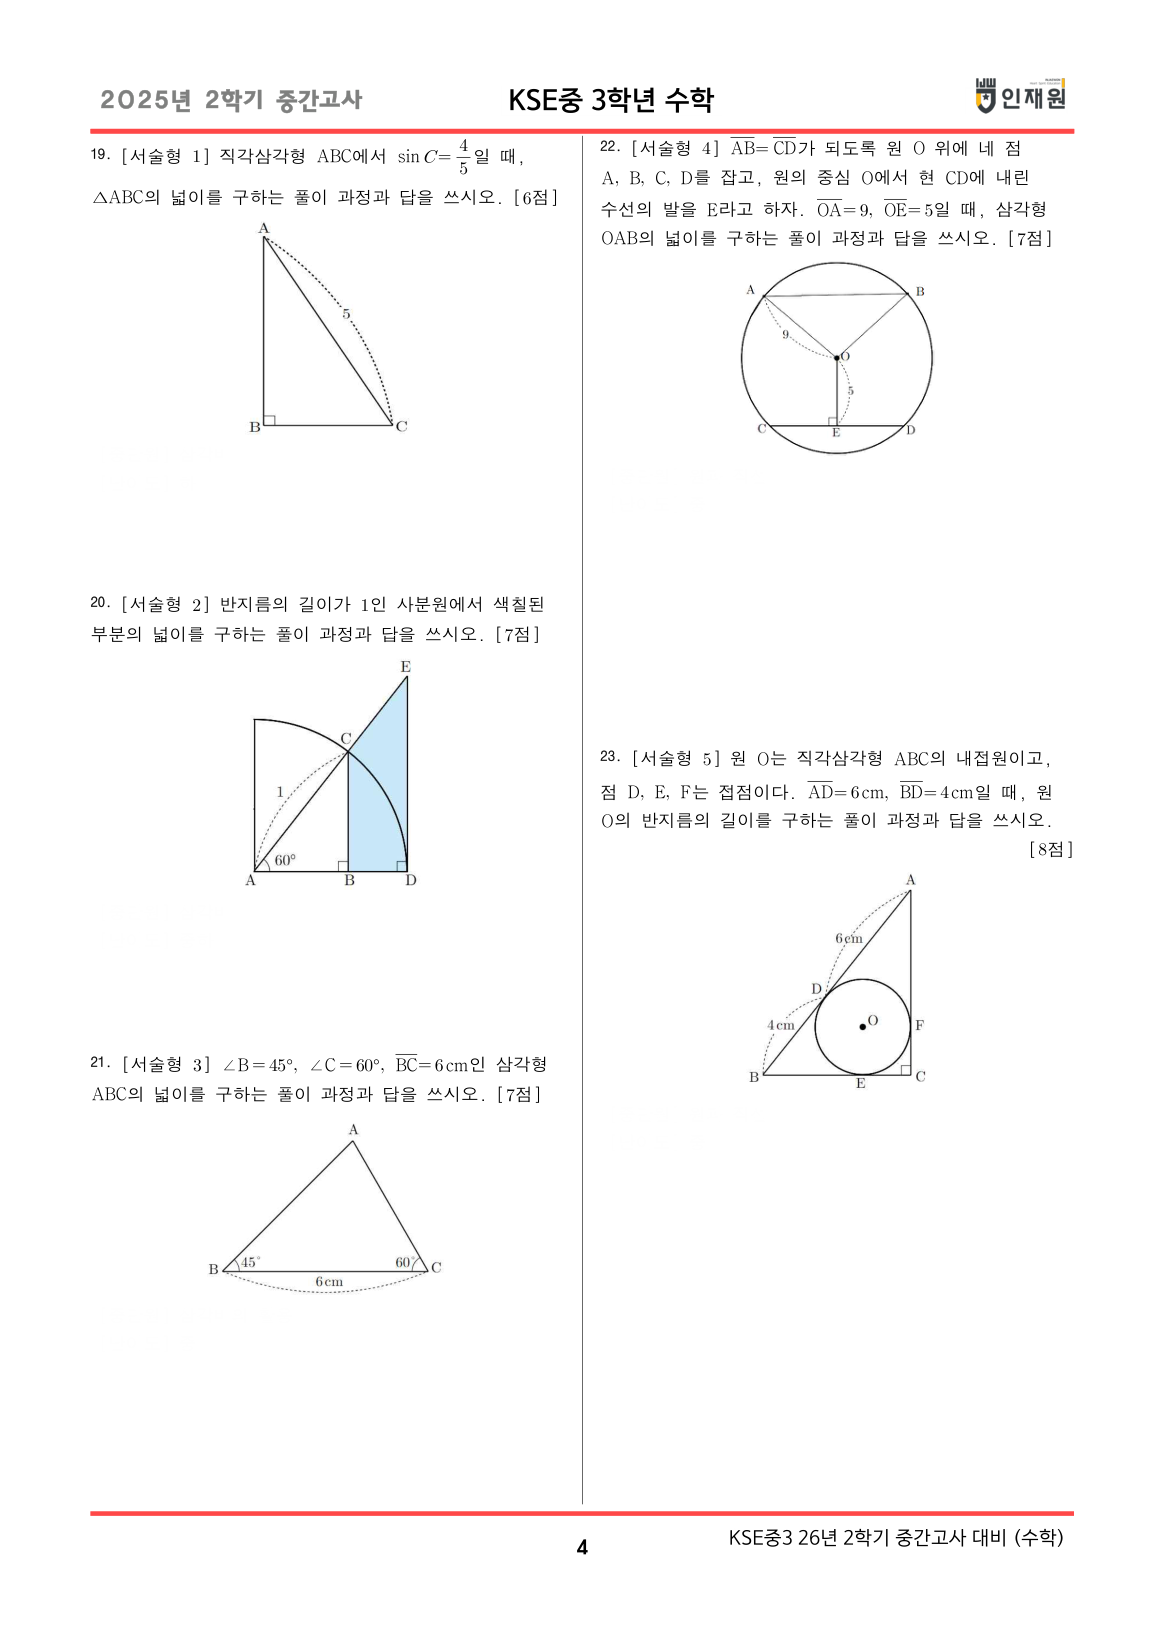 2025년 2학기 중간고사
KSE중 3학년 수학
인재원
19. [서술형 1] 직각삼각형 ABC에서 sin C= 4/5 일 때,
△ABC의 넓이를 구하는 풀이 과정과 답을 쓰시오. [6점]
A
5
B
C
20. [서술형 2] 반지름의 길이가 1인 사분원에서 색칠된
부분의 넓이를 구하는 풀이 과정과 답을 쓰시오. [7점]
E
C
1
60°
A
B
D
21. [서술형 3] ∠B=45°, ∠C=60°, BC=6cm인 삼각형
ABC의 넓이를 구하는 풀이 과정과 답을 쓰시오. [7점]
A
B
45°
60°
C
6cm
22. [서술형 4] AB=CD가 되도록 원 O 위에 네 점
A, B, C, D를 잡고, 원의 중심 O에서 현 CD에 내린
수선의 발을 E라고 하자. OA=9, OE=5일 때, 삼각형
OAB의 넓이를 구하는 풀이 과정과 답을 쓰시오. [7점]
A
B
9
O
5
C
E
D
23. [서술형 5] 원 O는 직각삼각형 ABC의 내접원이고,
점 D, E, F는 접점이다. AD=6cm, BD=4cm일 때, 원
O의 반지름의 길이를 구하는 풀이 과정과 답을 쓰시오.
[8점]
A
6cm
D
O
4cm
F
B
E
C
4
KSE중3 26년 2학기 중간고사 대비 (수학)